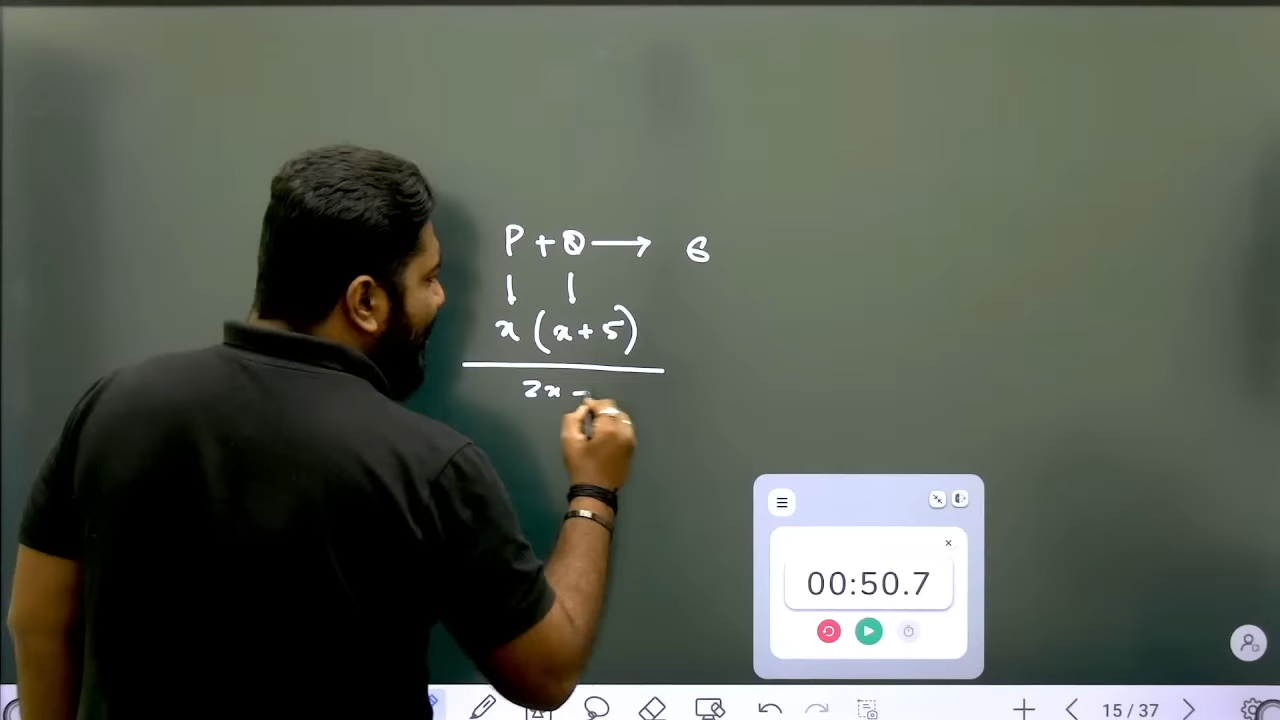 P + Q → 6
x (x + 5)
2x -
00:50.7
15 / 37